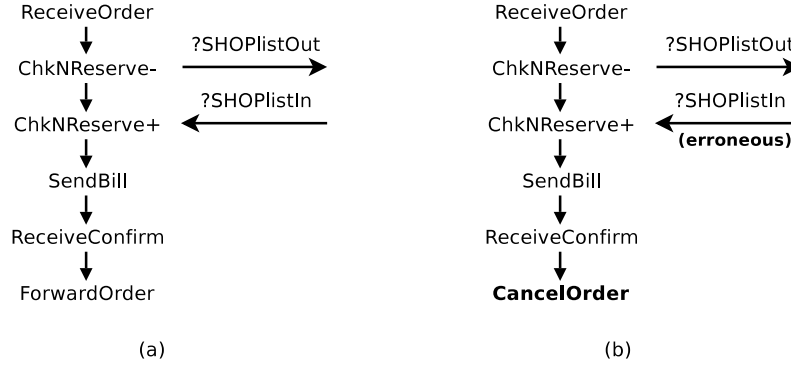 ReceiveOrder
?SHOPlistOut
ChkNReserve-
?SHOPlistIn
ChkNReserve+
SendBill
ReceiveConfirm
ForwardOrder
(a)
ReceiveOrder
?SHOPlistOut
ChkNReserve-
?SHOPlistIn
ChkNReserve+
(erroneous)
SendBill
ReceiveConfirm
CancelOrder
(b)